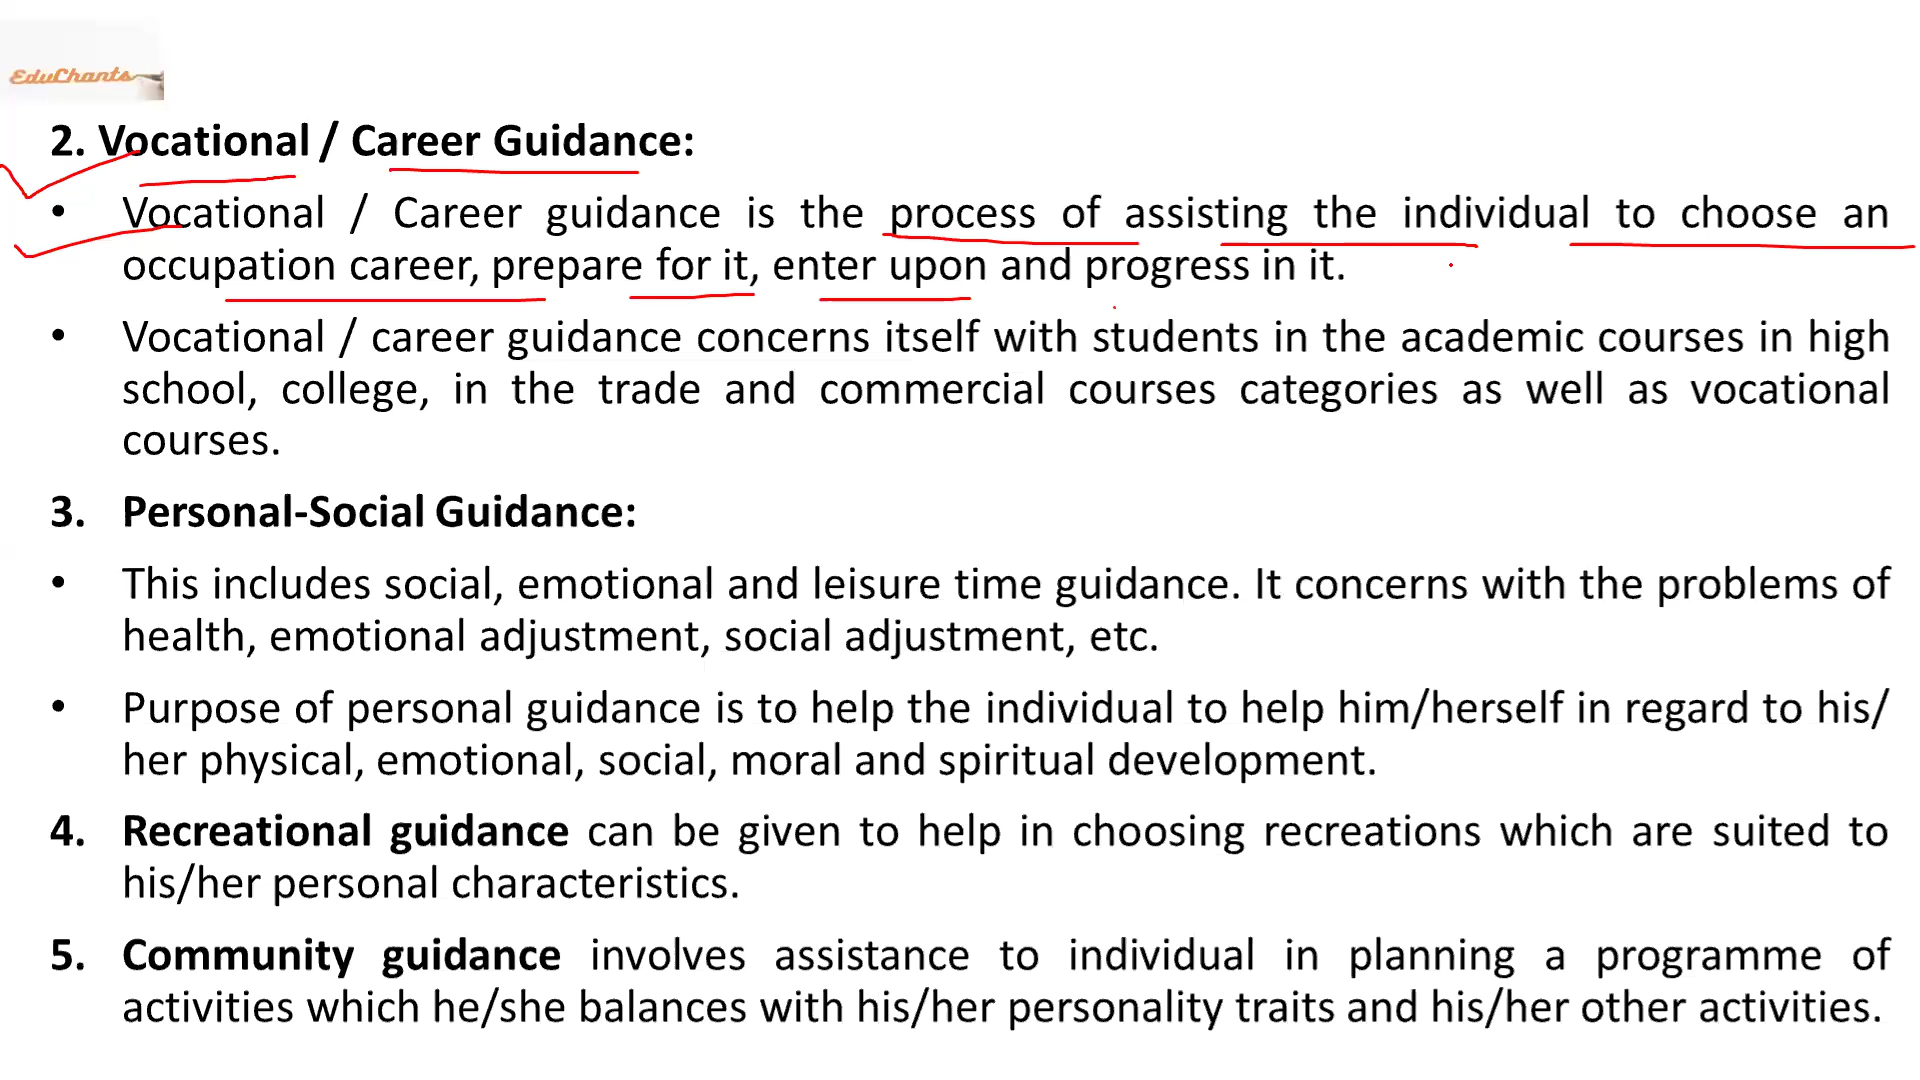 EduChants
2. Vocational / Career Guidance:
• Vocational / Career guidance is the process of assisting the individual to choose an
occupation career, prepare for it, enter upon and progress in it.
• Vocational / career guidance concerns itself with students in the academic courses in high
school, college, in the trade and commercial courses categories as well as vocational
courses.
3. Personal-Social Guidance:
• This includes social, emotional and leisure time guidance. It concerns with the problems of
health, emotional adjustment, social adjustment, etc.
• Purpose of personal guidance is to help the individual to help him/herself in regard to his/
her physical, emotional, social, moral and spiritual development.
4. Recreational guidance can be given to help in choosing recreations which are suited to
his/her personal characteristics.
5. Community guidance involves assistance to individual in planning a programme of
activities which he/she balances with his/her personality traits and his/her other activities.